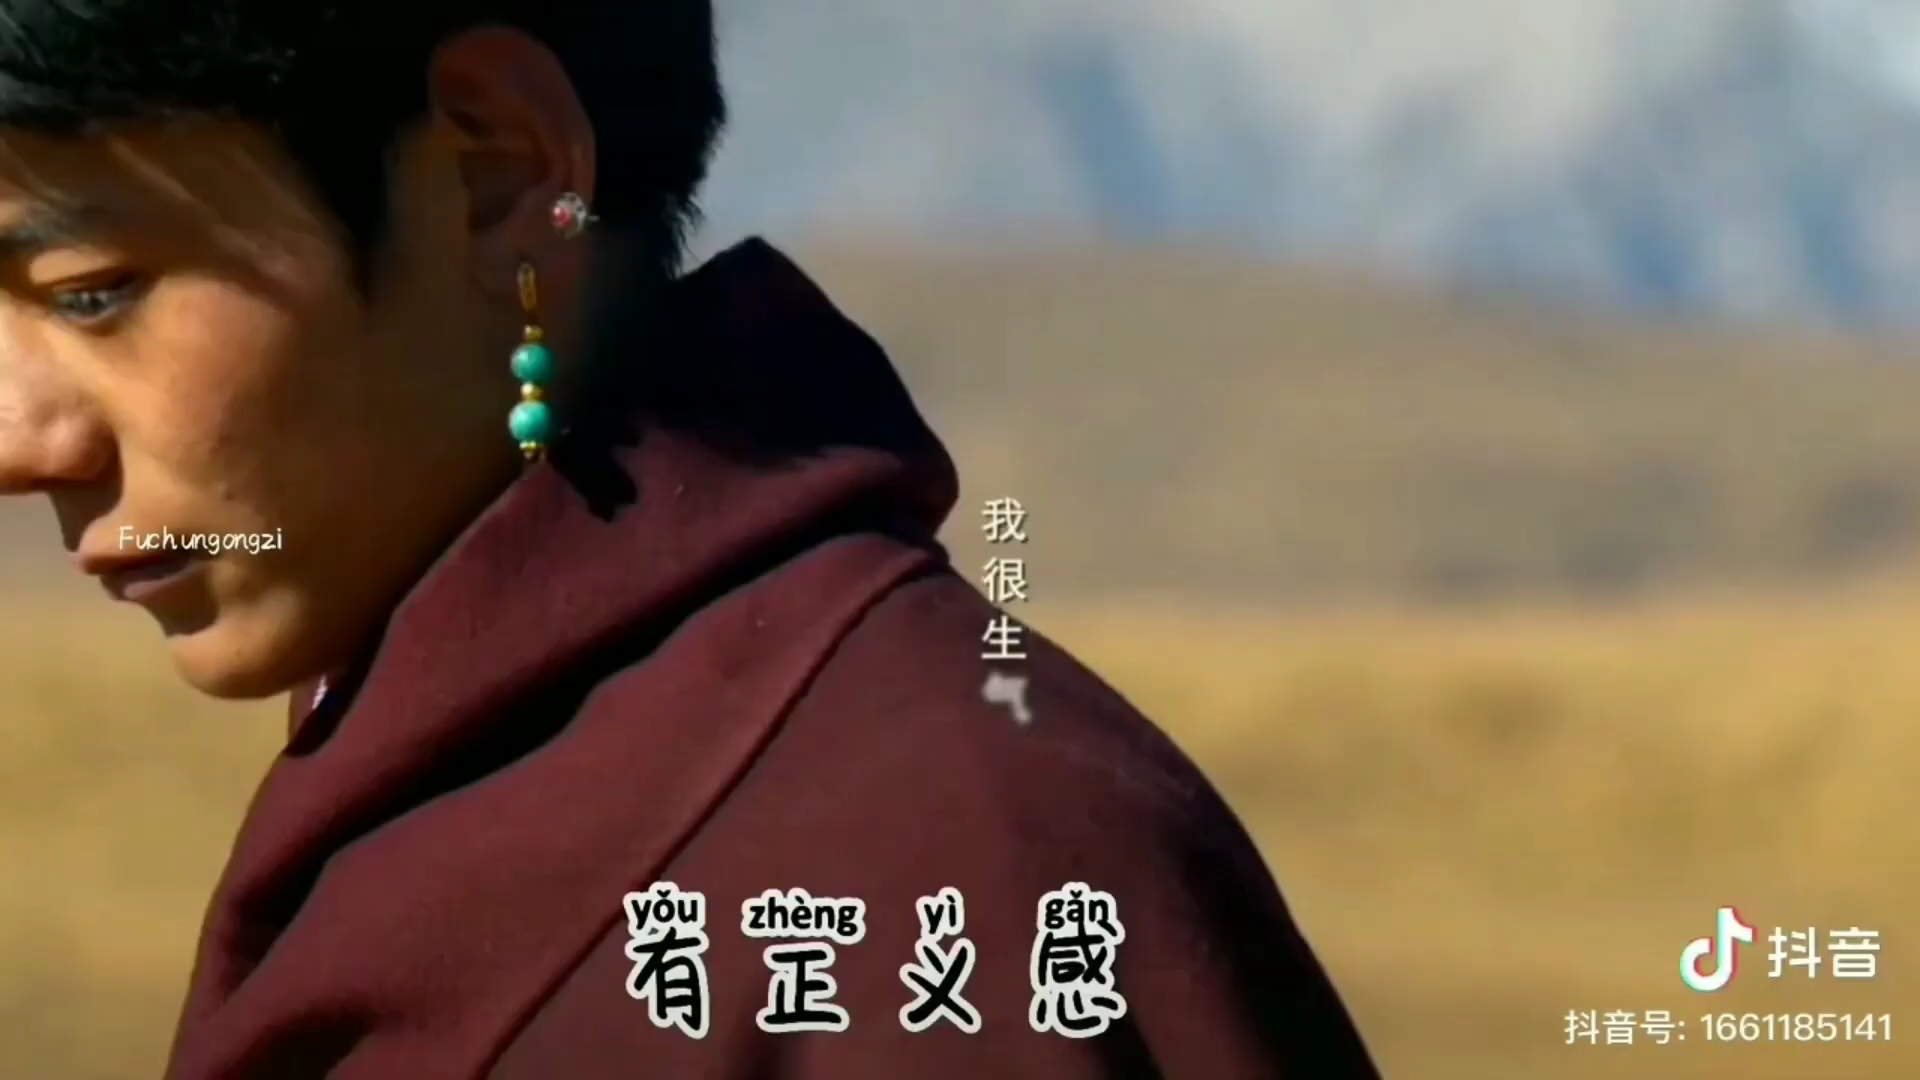 Fuchungongzi
我很生气
yǒu zhèng yì gǎn
有正义感
抖音
抖音号: 1661185141